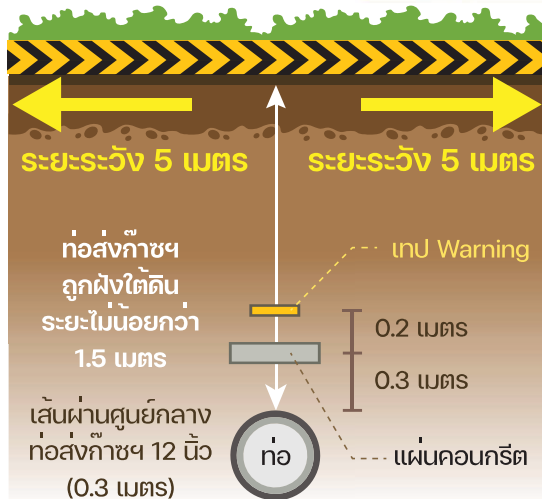 ระยะระวัง 5 เมตร
ระยะระวัง 5 เมตร
ท่อส่งก๊าซฯ
ถูกฝังใต้ดิน
ระยะไม่น้อยกว่า
1.5 เมตร
เทป Warning
0.2 เมตร
0.3 เมตร
เส้นผ่านศูนย์กลาง
ท่อส่งก๊าซฯ 12 นิ้ว
(0.3 เมตร)
ท่อ
แผ่นคอนกรีต